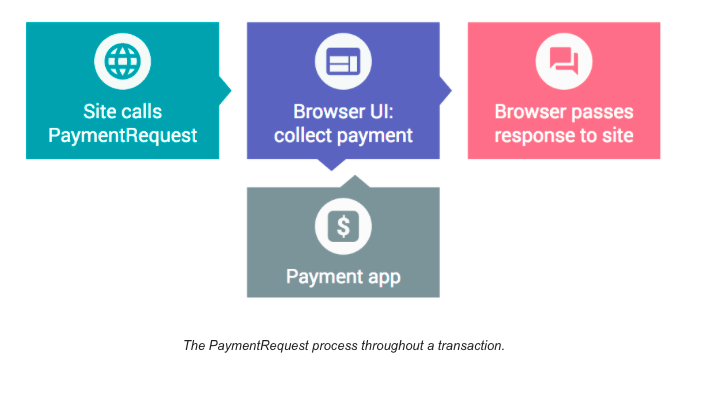 Site calls
PaymentRequest
Browser UI:
collect payment
Browser passes
response to site
$
Payment app
The PaymentRequest process throughout a transaction.